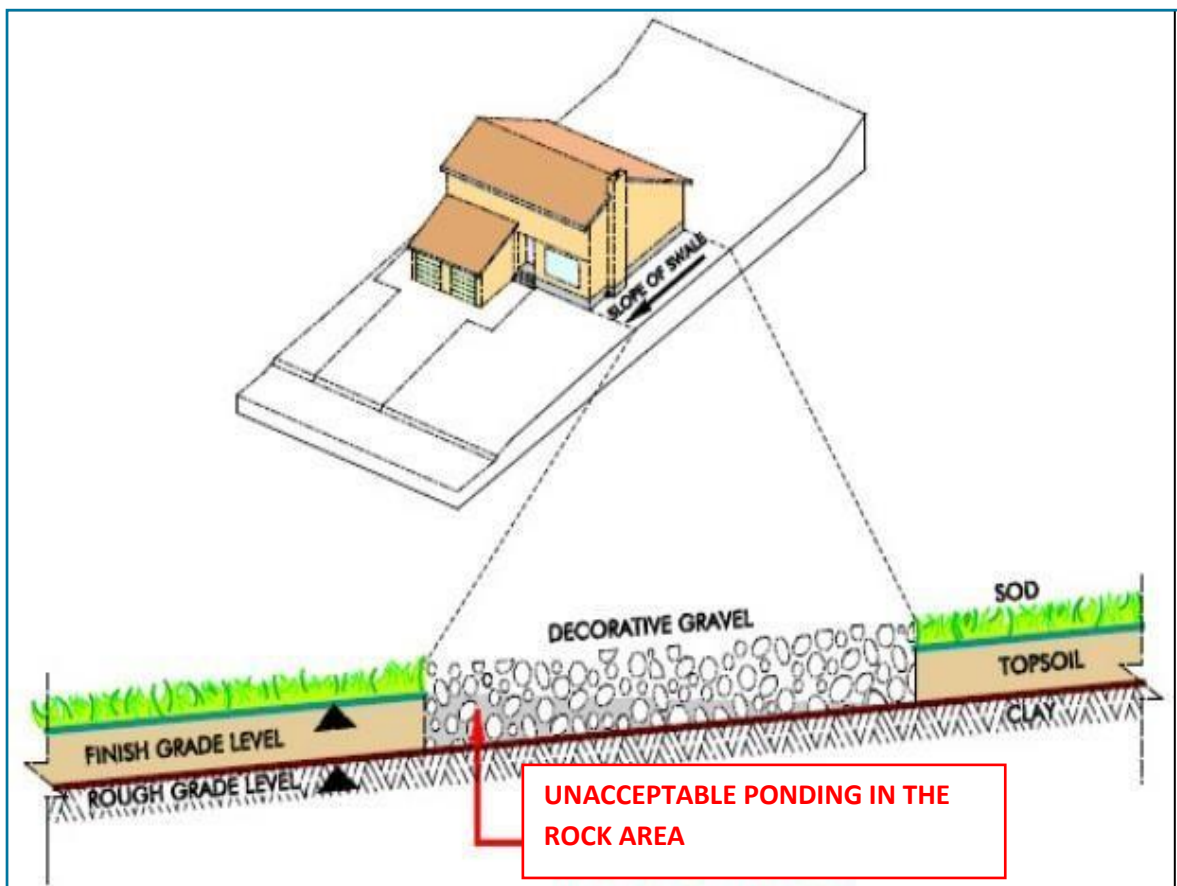 SLOPE OF SWALE
SOD
DECORATIVE GRAVEL
TOPSOIL
CLAY
FINISH GRADE LEVEL
ROUGH GRADE LEVEL
UNACCEPTABLE PONDING IN THE
ROCK AREA